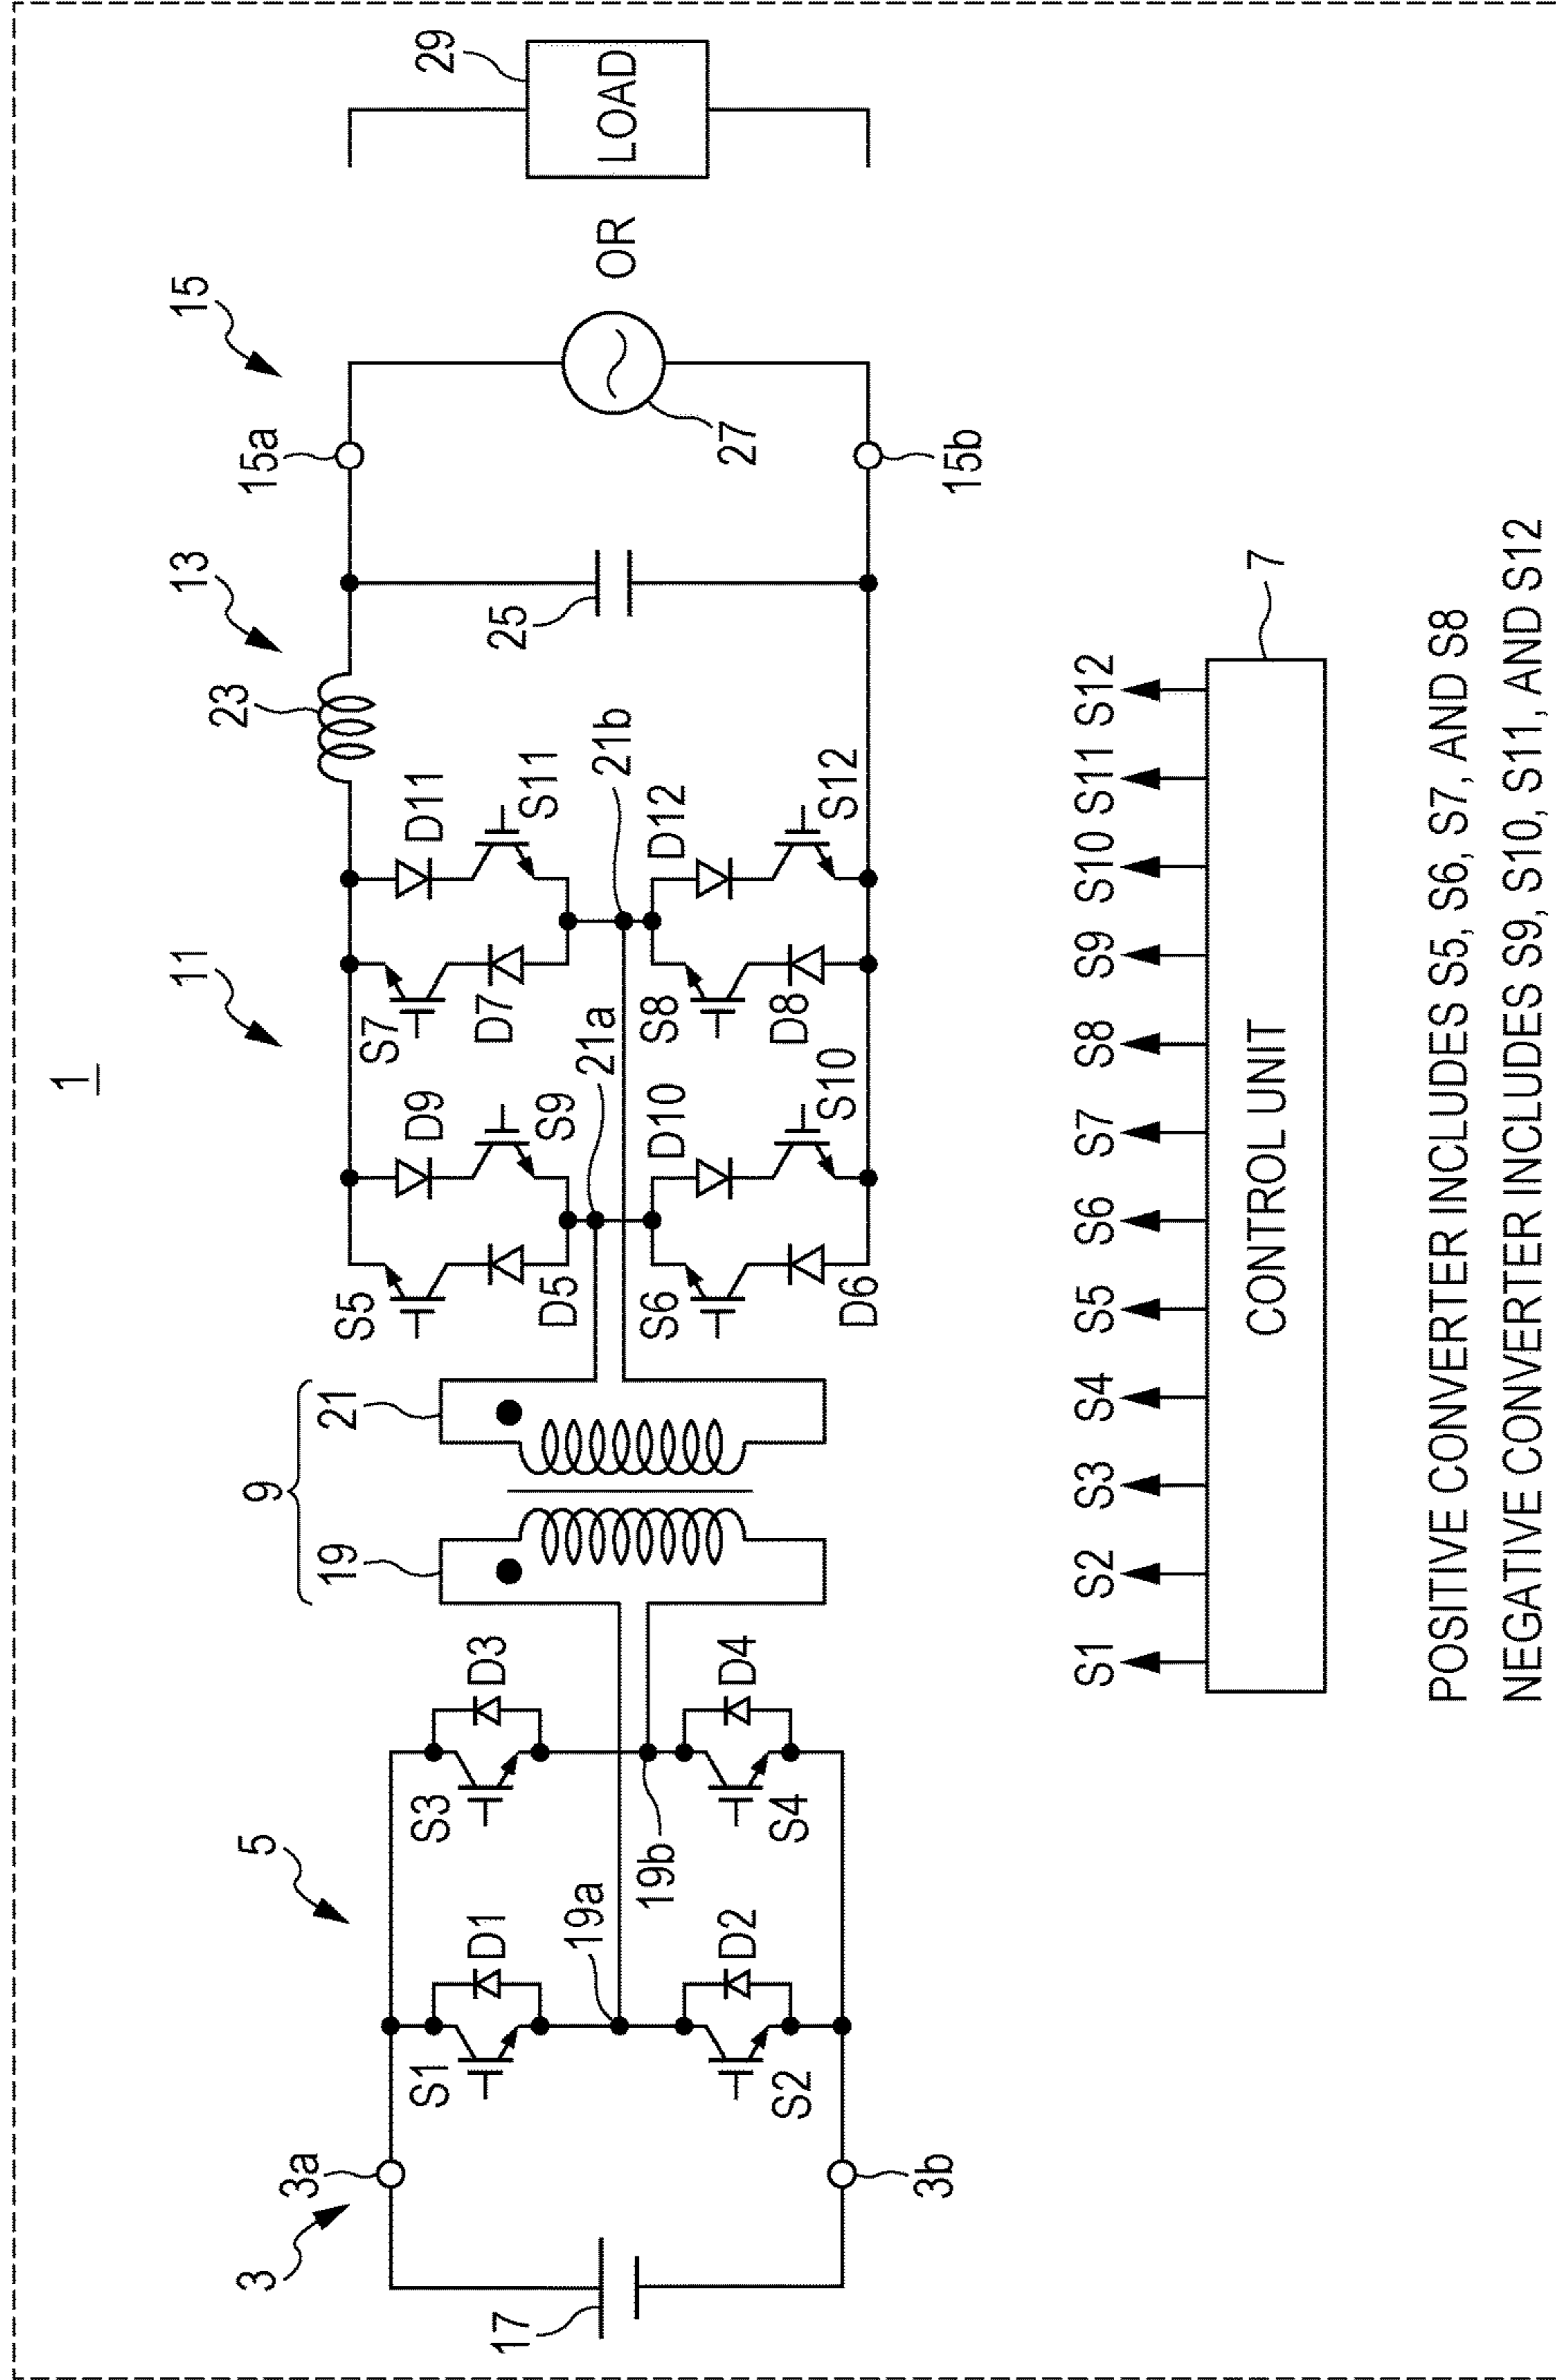 1
3
5
9
11
13
15
3a
19
21
23
15a
29
S1
D1
S3
D3
S5
D9
S7
D11
D5
S9
D7
S11
17
19a
19b
21a
21b
25
27
OR
LOAD
S2
D2
S4
D4
S6
D10
S8
D12
D6
S10
D8
S12
3b
15b
S1 S2 S3 S4 S5 S6 S7 S8 S9 S10 S11 S12
CONTROL UNIT
7
POSITIVE CONVERTER INCLUDES S5, S6, S7, AND S8
NEGATIVE CONVERTER INCLUDES S9, S10, S11, AND S12